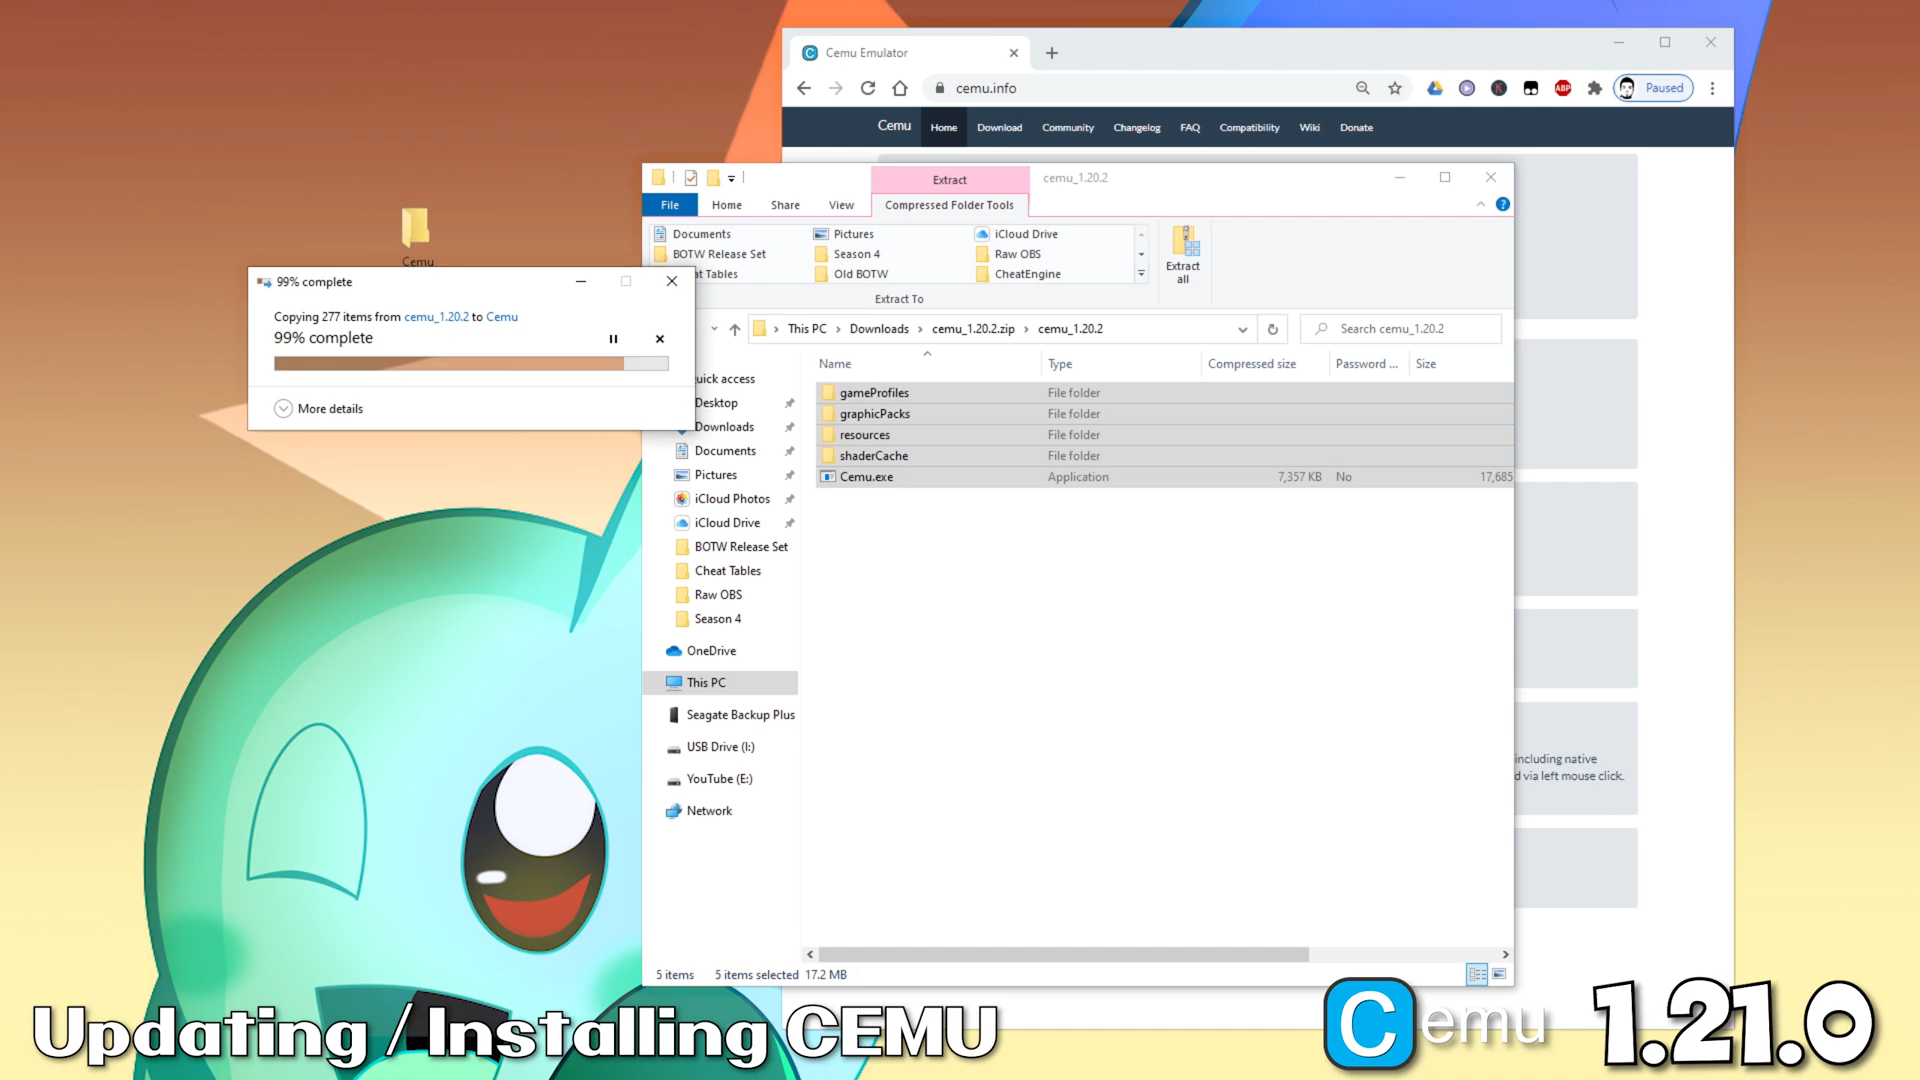 Cemu Emulator
cemu.info
ABP
Paused
Cemu
Home
Download
Community
Changelog
FAQ
Compatibility
Wiki
Donate
Extract
cemu_1.20.2
File
Home
Share
View
Compressed Folder Tools
Documents
Pictures
iCloud Drive
BOTW Release Set
Season 4
Raw OBS
at Tables
Old BOTW
CheatEngine
Extract
all
Extract To
Cemu
99% complete
Copying 277 items from cemu_1.20.2 to Cemu
99% complete
More details
This PC
Downloads
cemu_1.20.2.zip
cemu_1.20.2
Search cemu_1.20.2
Name
Type
Compressed size
Password ...
Size
uick access
Desktop
Downloads
Documents
Pictures
iCloud Photos
iCloud Drive
BOTW Release Set
Cheat Tables
Raw OBS
Season 4
OneDrive
This PC
Seagate Backup Plus
USB Drive (I:)
YouTube (E:)
Network
gameProfiles File folder
graphicPacks File folder
resources File folder
shaderCache File folder
Cemu.exe Application 7,357 KB No 17,685
including native
d via left mouse click.
5 items 5 items selected 17.2 MB
Updating / Installing CEMU
Cemu
1.21.0